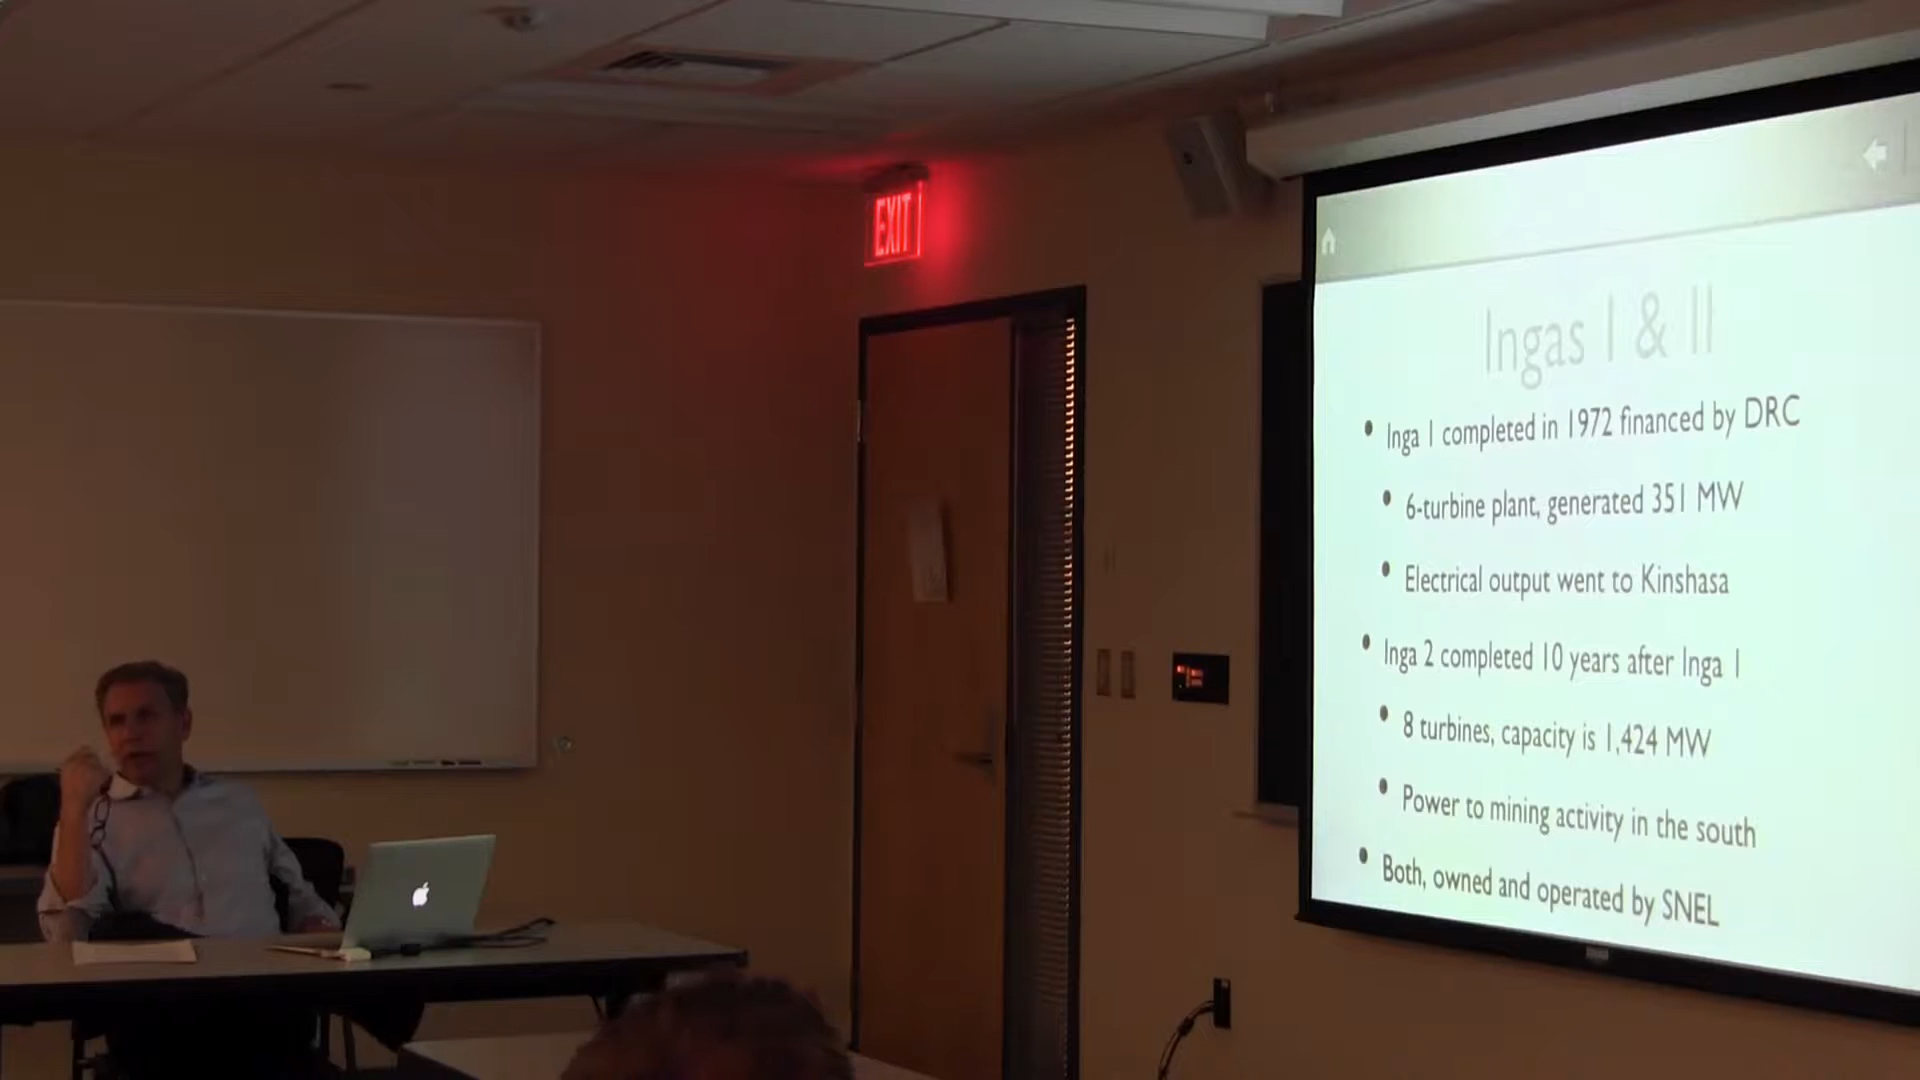 EXIT
Ingas I & II
• Inga 1 completed in 1972 financed by DRC
• 6-turbine plant, generated 351 MW
• Electrical output went to Kinshasa
• Inga 2 completed 10 years after Inga 1
• 8 turbines, capacity is 1,424 MW
• Power to mining activity in the south
• Both, owned and operated by SNEL